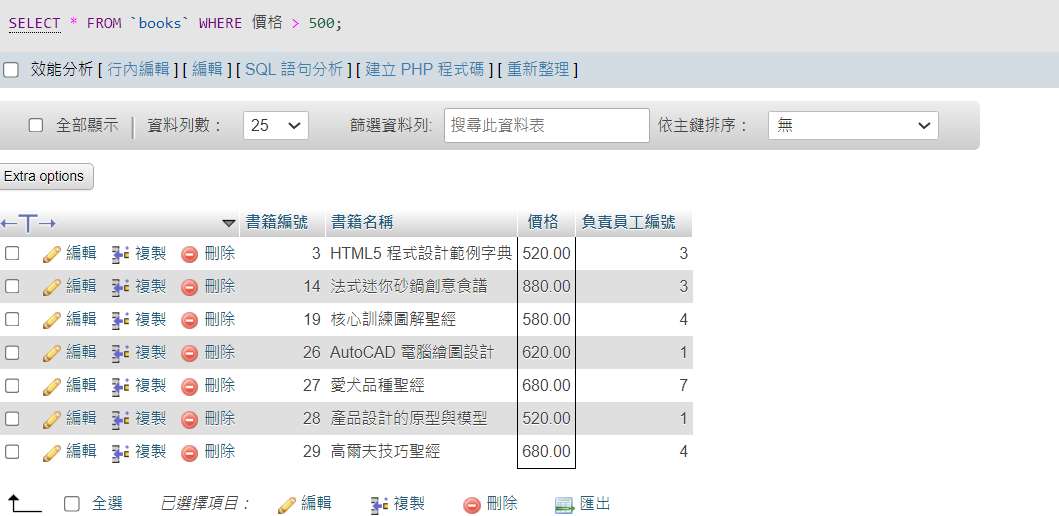 SELECT * FROM `books` WHERE 價格 > 500;
效能分析 [ 行內編輯 ] [ 編輯 ] [ SQL 語句分析 ] [ 建立 PHP 程式碼 ] [ 重新整理 ]
全部顯示 | 資料列數： 25 篩選資料列: 搜尋此資料表 依主鍵排序： 無
Extra options
←T→ 書籍編號 書籍名稱 價格 負責員工編號
編輯 複製 刪除 3 HTML5 程式設計範例字典 520.00 3
編輯 複製 刪除 14 法式迷你砂鍋創意食譜 880.00 3
編輯 複製 刪除 19 核心訓練圖解聖經 580.00 4
編輯 複製 刪除 26 AutoCAD 電腦繪圖設計 620.00 1
編輯 複製 刪除 27 愛犬品種聖經 680.00 7
編輯 複製 刪除 28 產品設計的原型與模型 520.00 1
編輯 複製 刪除 29 高爾夫技巧聖經 680.00 4
全選 已選擇項目： 編輯 複製 刪除 匯出